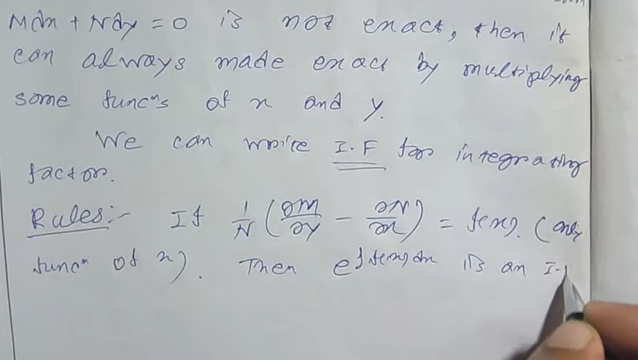 Mdx + Ndy = 0 is not exact, then it
can always made exact by multiplying
some funcⁿs of x and y.
We can write I.F for integrating
factor.
Rules:- If 1/N (∂M/∂y - ∂N/∂x) = f(x). (only
funcⁿ of x). Then e^∫f(x)dx is an I.